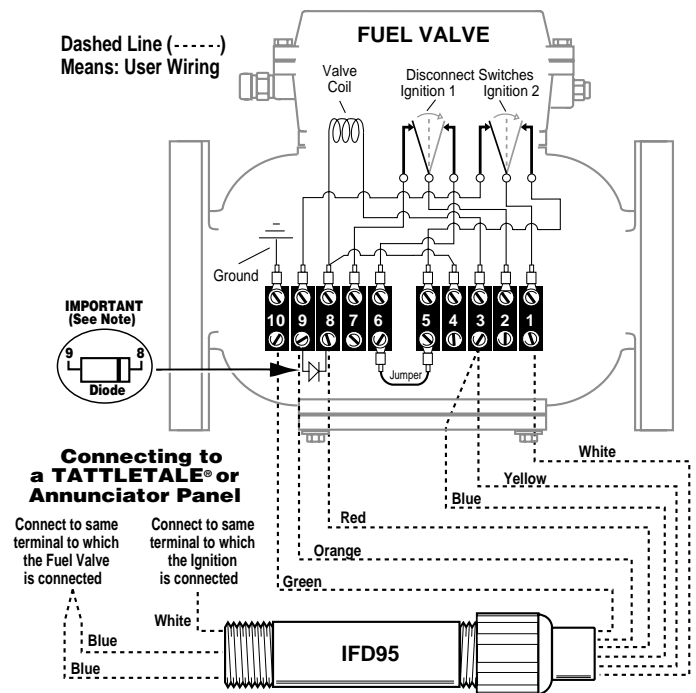 FUEL VALVE
Dashed Line (------)
Means: User Wiring
Valve
Coil
Disconnect Switches
Ignition 1
Ignition 2
Ground
10 9 8 7 6 5 4 3 2 1
Jumper
IMPORTANT
(See Note)
9 8
Diode
Connecting to
a TATTLETALE® or
Annunciator Panel
Connect to same
terminal to which
the Fuel Valve
is connected
Connect to same
terminal to which
the Ignition
is connected
White
Yellow
Blue
Red
Orange
Green
White
Blue
Blue
IFD95